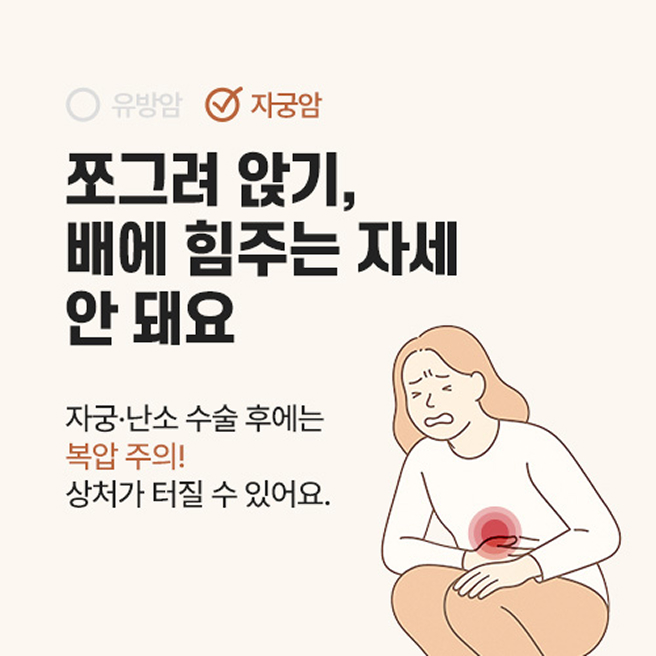 유방암 자궁암
쪼그려 앉기,
배에 힘주는 자세
안 돼요
자궁·난소 수술 후에는
복압 주의!
상처가 터질 수 있어요.